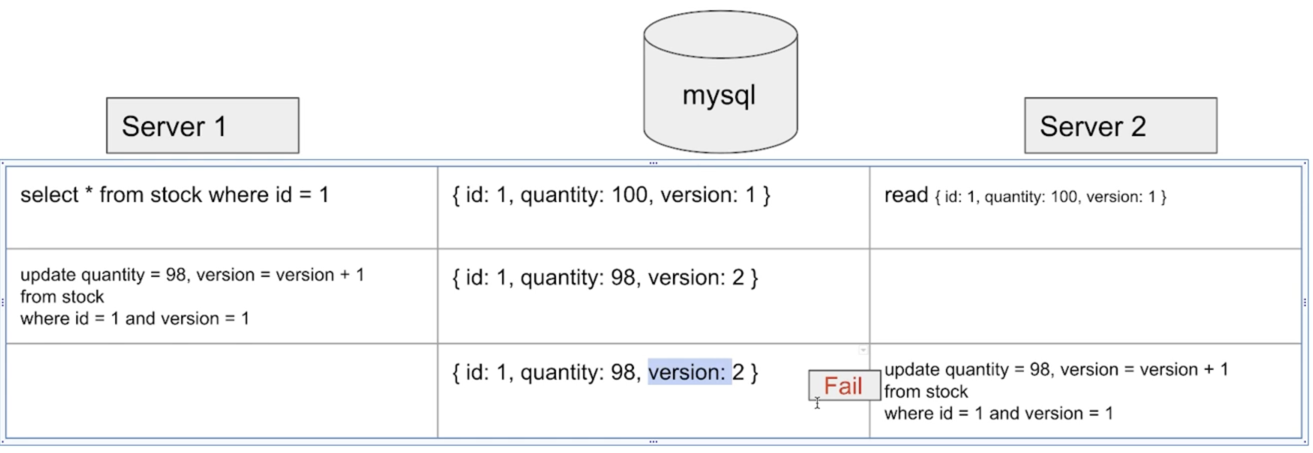 mysql
Server 1
Server 2
select * from stock where id = 1
{ id: 1, quantity: 100, version: 1 }
read { id: 1, quantity: 100, version: 1 }
update quantity = 98, version = version + 1
from stock
where id = 1 and version = 1
{ id: 1, quantity: 98, version: 2 }
{ id: 1, quantity: 98, version: 2 }
Fail
update quantity = 98, version = version + 1
from stock
where id = 1 and version = 1